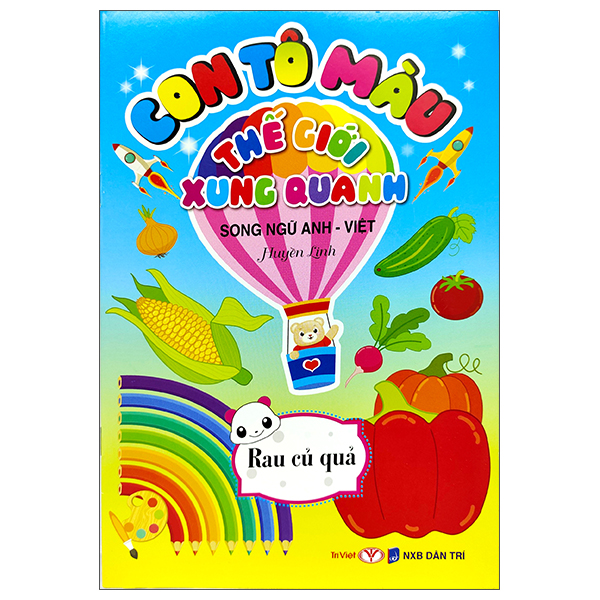 CON TÔ MÀU
THẾ GIỚI
XUNG QUANH
SONG NGỮ ANH - VIỆT
Huyền Linh
Rau củ quả
Tri Việt
NXB DÂN TRÍ